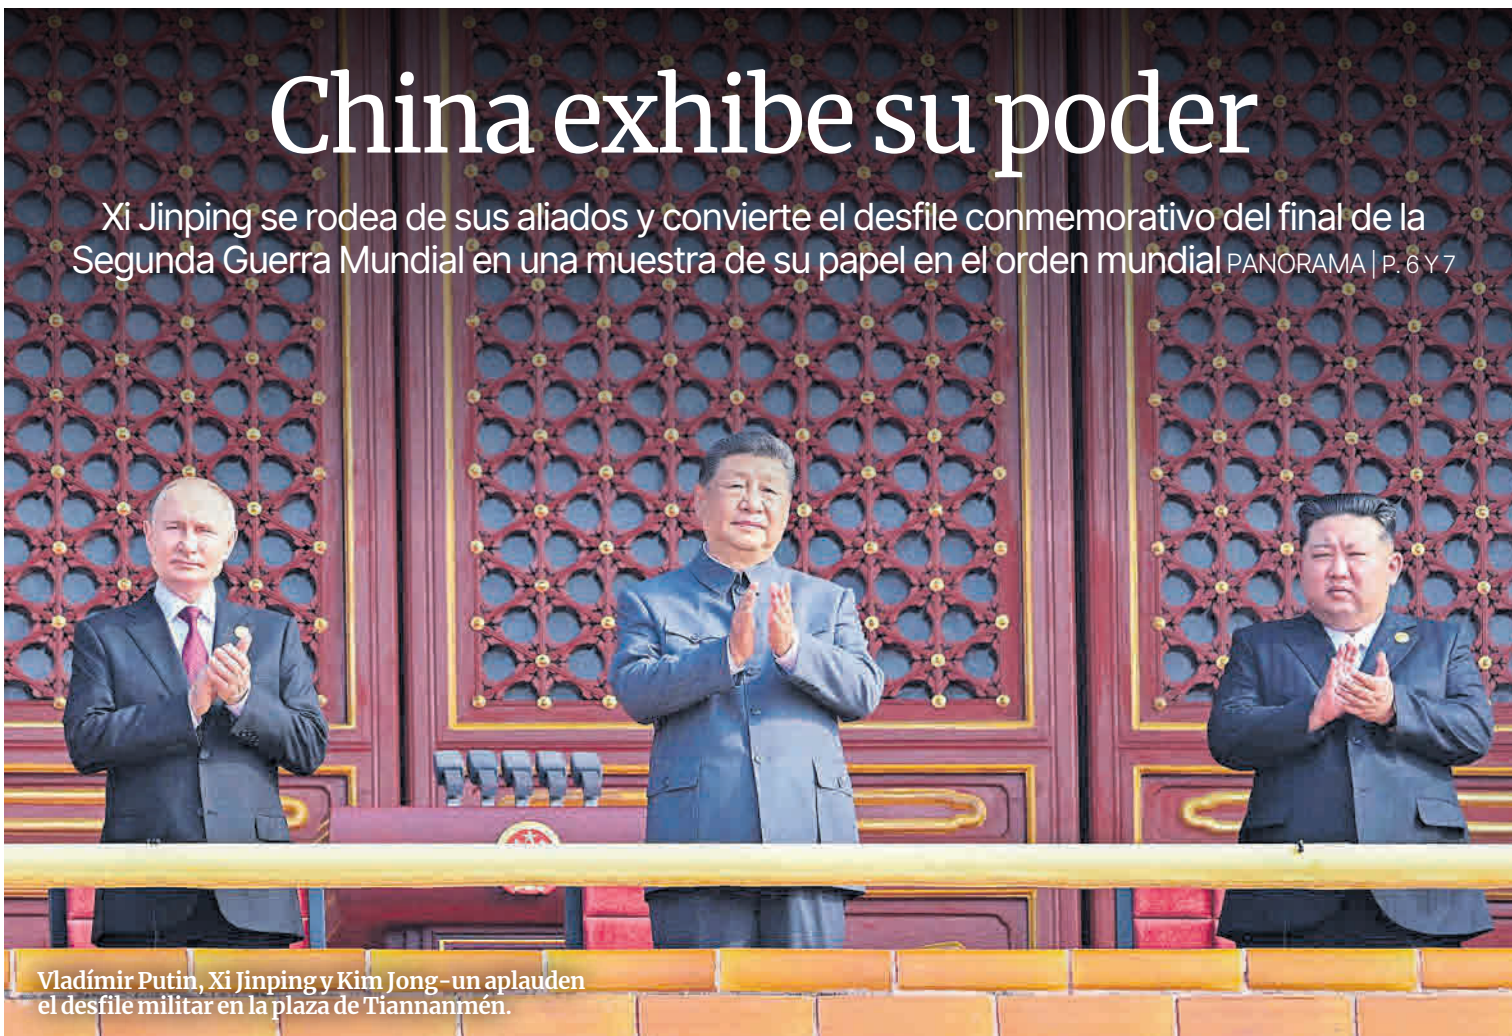 China exhibe su poder
Xi Jinping se rodea de sus aliados y convierte el desfile conmemorativo del final de la
Segunda Guerra Mundial en una muestra de su papel en el orden mundial PANORAMA | P. 6 Y 7
Vladímir Putin, Xi Jinping y Kim Jong-un aplauden
el desfile militar en la plaza de Tiannanmén.